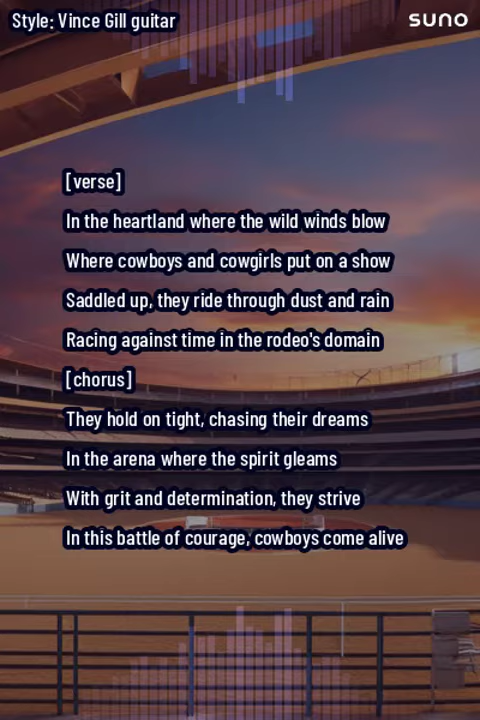 Style: Vince Gill guitar
suno
[verse]
In the heartland where the wild winds blow
Where cowboys and cowgirls put on a show
Saddled up, they ride through dust and rain
Racing against time in the rodeo's domain
[chorus]
They hold on tight, chasing their dreams
In the arena where the spirit gleams
With grit and determination, they strive
In this battle of courage, cowboys come alive